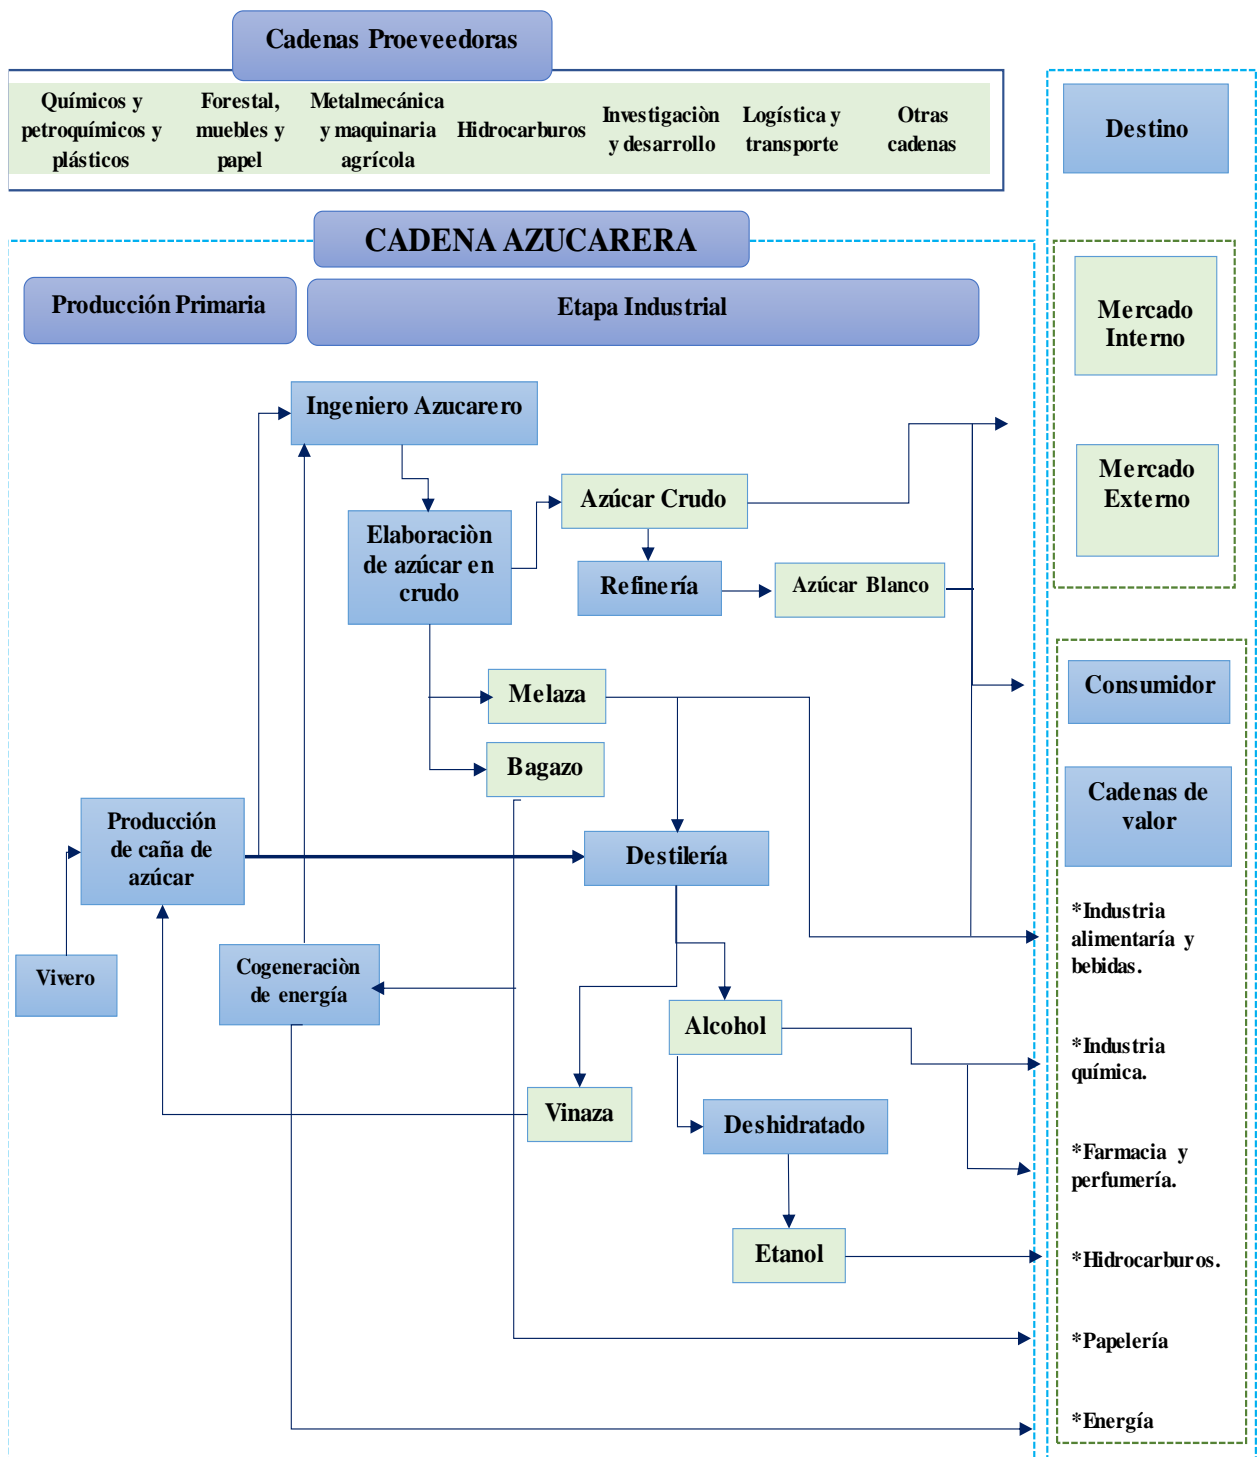 Cadenas Proeveedoras
Químicos y
petroquímicos y
plásticos
Forestal,
muebles y
papel
Metalmecánica
y maquinaria
agrícola
Hidrocarburos
Investigaciòn
y desarrollo
Logística y
transporte
Otras
cadenas
Destino
CADENA AZUCARERA
Producción Primaria
Etapa Industrial
Mercado
Interno
Mercado
Externo
Ingeniero Azucarero
Elaboraciòn
de azúcar en
crudo
Azúcar Crudo
Refinería
Azúcar Blanco
Melaza
Bagazo
Consumidor
Cadenas de
valor
Producción
de caña de
azúcar
Destilería
Vivero
Cogeneraciòn
de energía
Alcohol
Vinaza
Deshidratado
Etanol
*Industria
alimentaría y
bebidas.
*Industria
química.
*Farmacia y
perfumería.
*Hidrocarburos.
*Papelería
*Energía